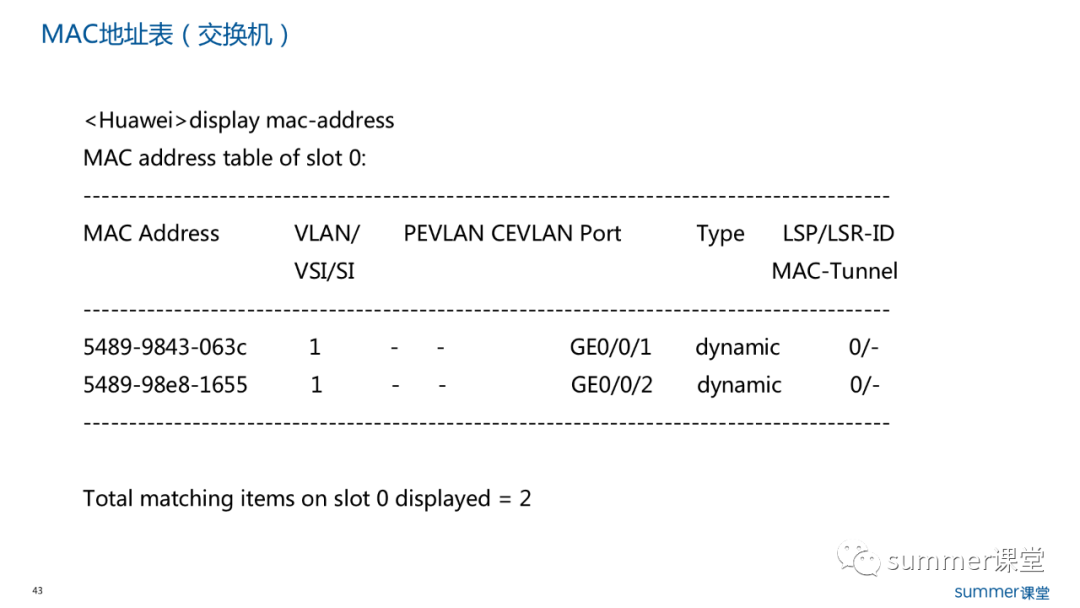 MAC地址表（交换机）
<Huawei>display mac-address
MAC address table of slot 0:
-------------------------------------------------------------------------------------------
MAC Address VLAN/ PEVLAN CEVLAN Port Type LSP/LSR-ID
VSI/SI MAC-Tunnel
-------------------------------------------------------------------------------------------
5489-9843-063c 1 - - GE0/0/1 dynamic 0/-
5489-98e8-1655 1 - - GE0/0/2 dynamic 0/-
-------------------------------------------------------------------------------------------
Total matching items on slot 0 displayed = 2
summer课堂
43
summer课堂